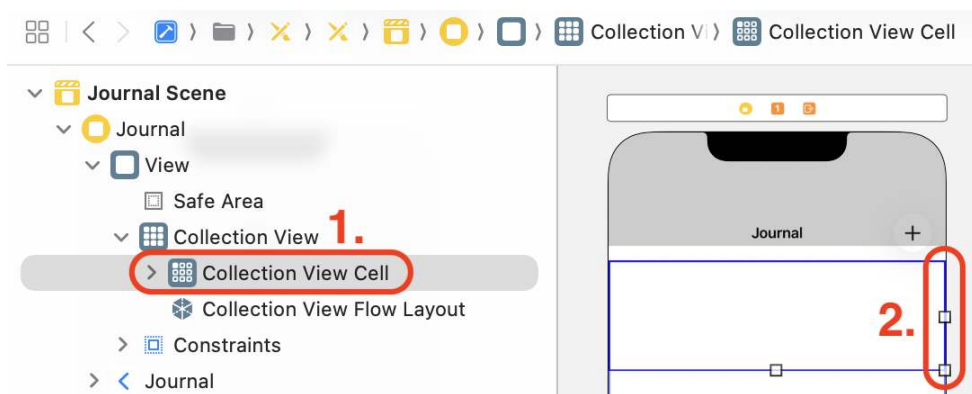 Collection V
Collection View Cell
Journal Scene
Journal
View
Safe Area
Collection View
1.
Collection View Cell
Collection View Flow Layout
Constraints
Journal
1
Journal +
2.